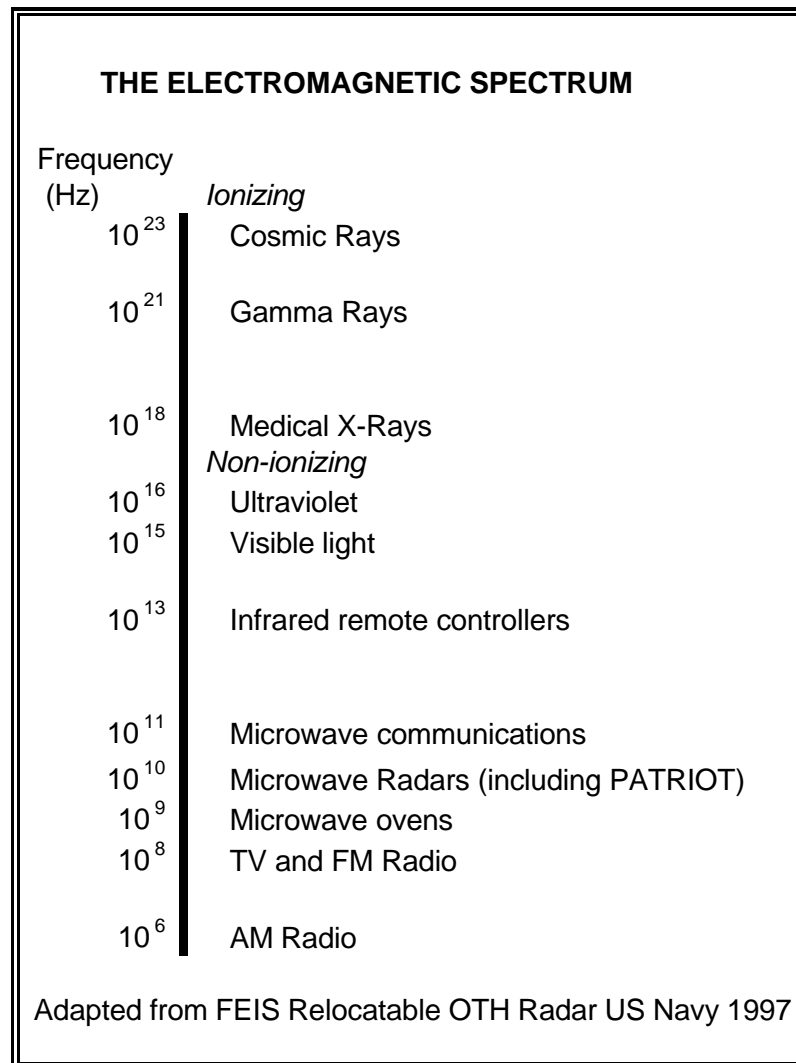 THE ELECTROMAGNETIC SPECTRUM
Frequency
(Hz) Ionizing
10^23 Cosmic Rays
10^21 Gamma Rays
10^18 Medical X-Rays
Non-ionizing
10^16 Ultraviolet
10^15 Visible light
10^13 Infrared remote controllers
10^11 Microwave communications
10^10 Microwave Radars (including PATRIOT)
10^9 Microwave ovens
10^8 TV and FM Radio
10^6 AM Radio
Adapted from FEIS Relocatable OTH Radar US Navy 1997